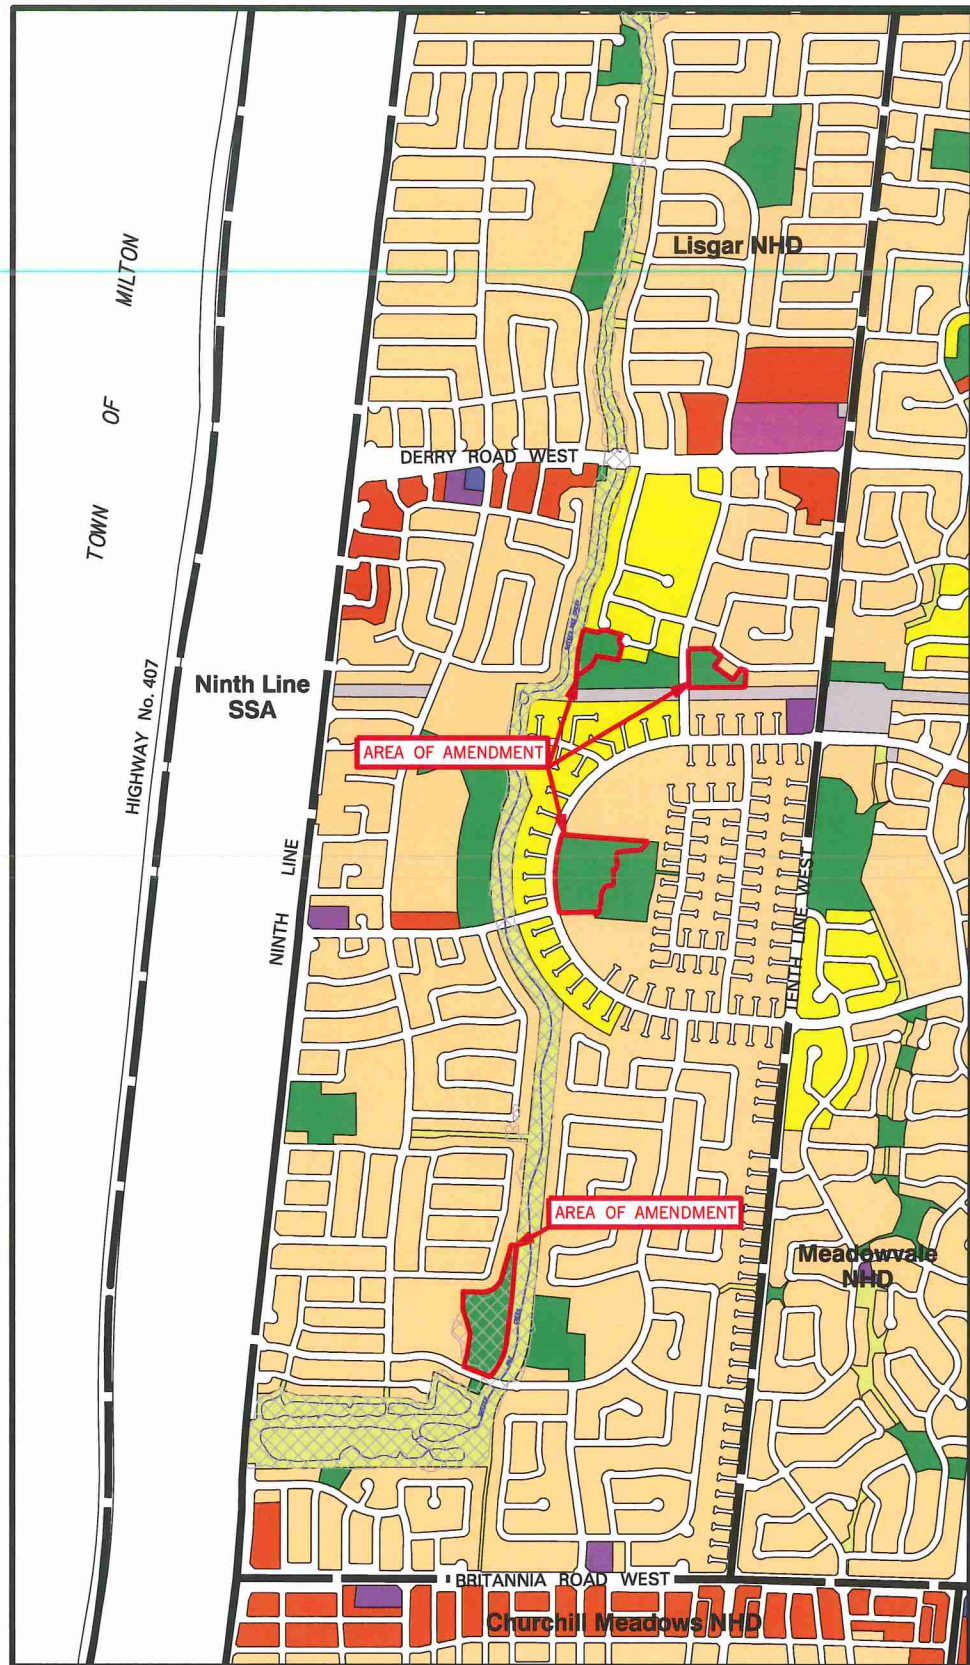 Lisgar NHD
TOWN OF MILTON
DERRY ROAD WEST
HIGHWAY No. 407
Ninth Line
SSA
AREA OF AMENDMENT
NINTH LINE
TENTH LINE WEST
AREA OF AMENDMENT
Meadowvale
NHD
BRITANNIA ROAD WEST
Churchill Meadows NHD